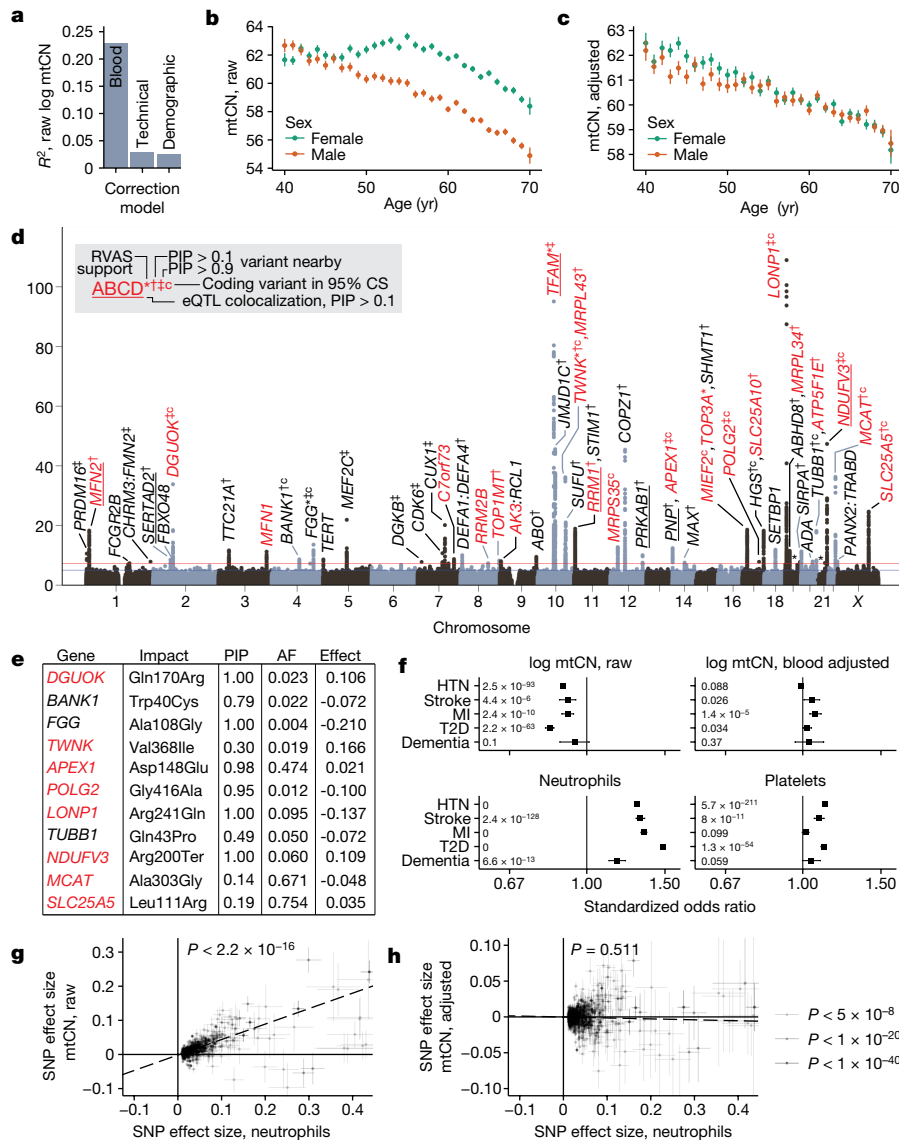 a
R², raw log mtCN
0.25
0.20
0.15
0.10
0.05
0
Blood
Technical
Demographic
Correction
model
b
mtCN, raw
64
62
60
58
56
54
Sex
Female
Male
40 50 60 70
Age (yr)
c
mtCN, adjusted
63
62
61
60
59
58
Sex
Female
Male
40 50 60 70
Age (yr)
d
RVAS
support
PIP > 0.1
PIP > 0.9
variant nearby
ABCD*†‡c
Coding variant in 95% CS
eQTL colocalization, PIP > 0.1
100
80
60
40
20
0
PRDM16‡
MFN2†
FCGR2B
CHRM3:FMN2‡
SERTAD2†
FBXO48
DGUOK‡c
TTC21A†
MFN1
BANK1†c
FGG*‡c
TERT
MEF2C‡
DGKB‡
CDK6‡
CUX1‡
C7orf73
DEFA1:DEFA4†
RRM2B
TOP1MT†
AK3:RCL1
ABO†
TFAM*‡
JMJD1C†
TWNK*†c,MRPL43†
SUFU†
RRM1†,STIM1†
MRPS35c
COPZ1†
PRKAB1†
PNP†, APEX1‡c
MAX†
MIEF2c,TOP3A*,SHMT1†
POLG2‡c
HGS†c,SLC25A10†
SETBP1
LONP1‡c
ABHD8†,MRPL34†
ADA
SIRPA†
TUBB1†c,ATP5F1E†
NDUFV3‡c
MCAT†c
PANX2:TRABD
SLC25A5†c
1 2 3 4 5 6 7 8 9 10 11 12 14 16 18 21 X
Chromosome
e
Gene Impact PIP AF Effect
DGUOK Gln170Arg 1.00 0.023 0.106
BANK1 Trp40Cys 0.79 0.022 -0.072
FGG Ala108Gly 1.00 0.004 -0.210
TWNK Val368Ile 0.30 0.019 0.166
APEX1 Asp148Glu 0.98 0.474 0.021
POLG2 Gly416Ala 0.95 0.012 -0.100
LONP1 Arg241Gln 1.00 0.095 -0.137
TUBB1 Gln43Pro 0.49 0.050 -0.072
NDUFV3 Arg200Ter 1.00 0.060 0.109
MCAT Ala303Gly 0.14 0.671 -0.048
SLC25A5 Leu111Arg 0.19 0.754 0.035
f
log mtCN, raw
HTN 2.5 × 10⁻⁹³
Stroke 4.4 × 10⁻⁶
MI 2.4 × 10⁻¹⁰
T2D 2.2 × 10⁻⁶³
Dementia 0.1
log mtCN, blood adjusted
0.088
0.026
1.4 × 10⁻⁵
0.034
0.37
Neutrophils
HTN 0
Stroke 2.4 × 10⁻¹²⁸
MI 0
T2D 0
Dementia 6.6 × 10⁻¹³
Platelets
5.7 × 10⁻²¹¹
8 × 10⁻¹¹
0.099
1.3 × 10⁻⁵⁴
0.059
0.67 1.00 1.50 0.67 1.00 1.50
Standardized odds ratio
g
P < 2.2 × 10⁻¹⁶
SNP effect size
mtCN, raw
0.3
0.2
0.1
0
−0.1
−0.1 0 0.1 0.2 0.3 0.4
SNP effect size, neutrophils
h
P = 0.511
SNP effect size
mtCN, adjusted
0.10
0.05
0
−0.05
−0.10
−0.1 0 0.1 0.2 0.3 0.4
SNP effect size, neutrophils
P < 5 × 10⁻⁸
P < 1 × 10⁻²⁰
P < 1 × 10⁻⁴⁰